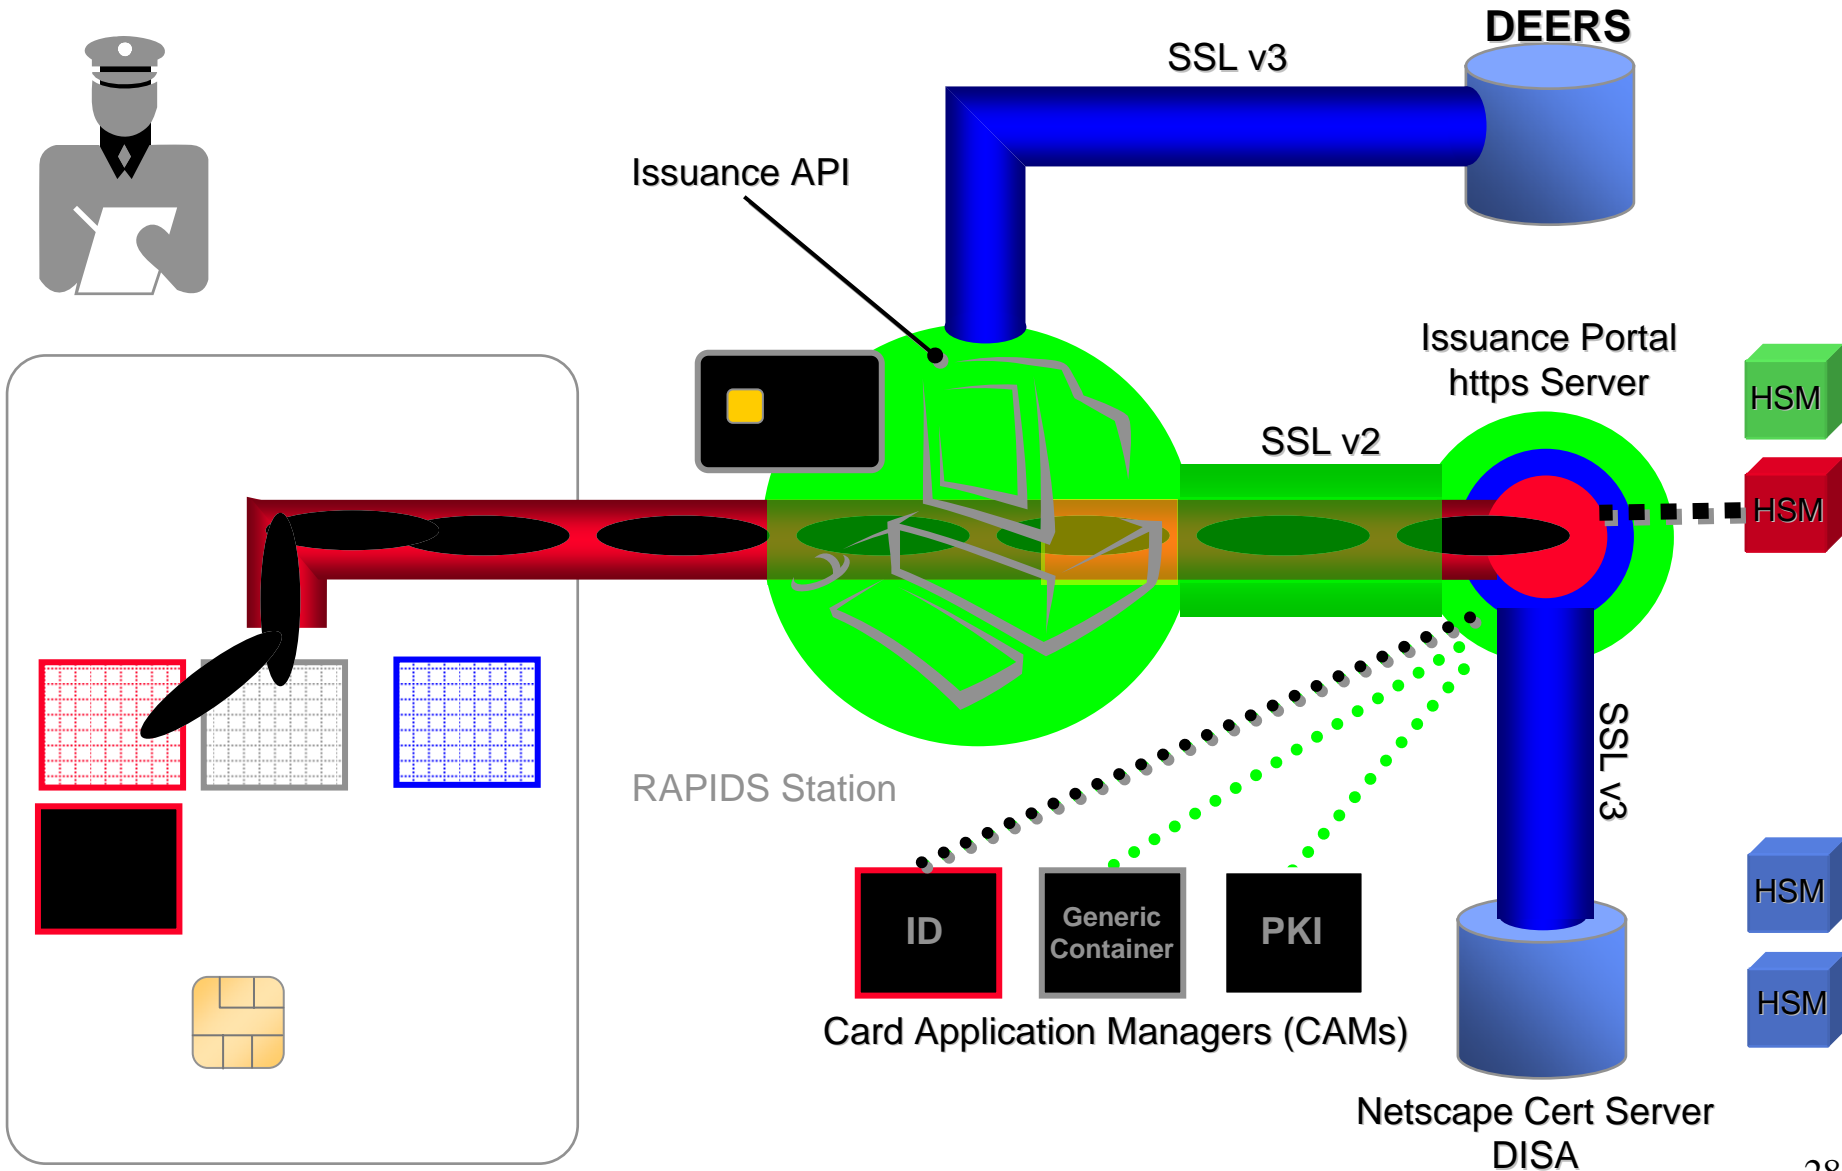 DEERS
SSL v3
Issuance API
Issuance Portal
https Server
HSM
SSL v2
HSM
SSL v3
RAPIDS Station
HSM
ID
Generic
Container
PKI
HSM
Card Application Managers (CAMs)
Netscape Cert Server
DISA
28